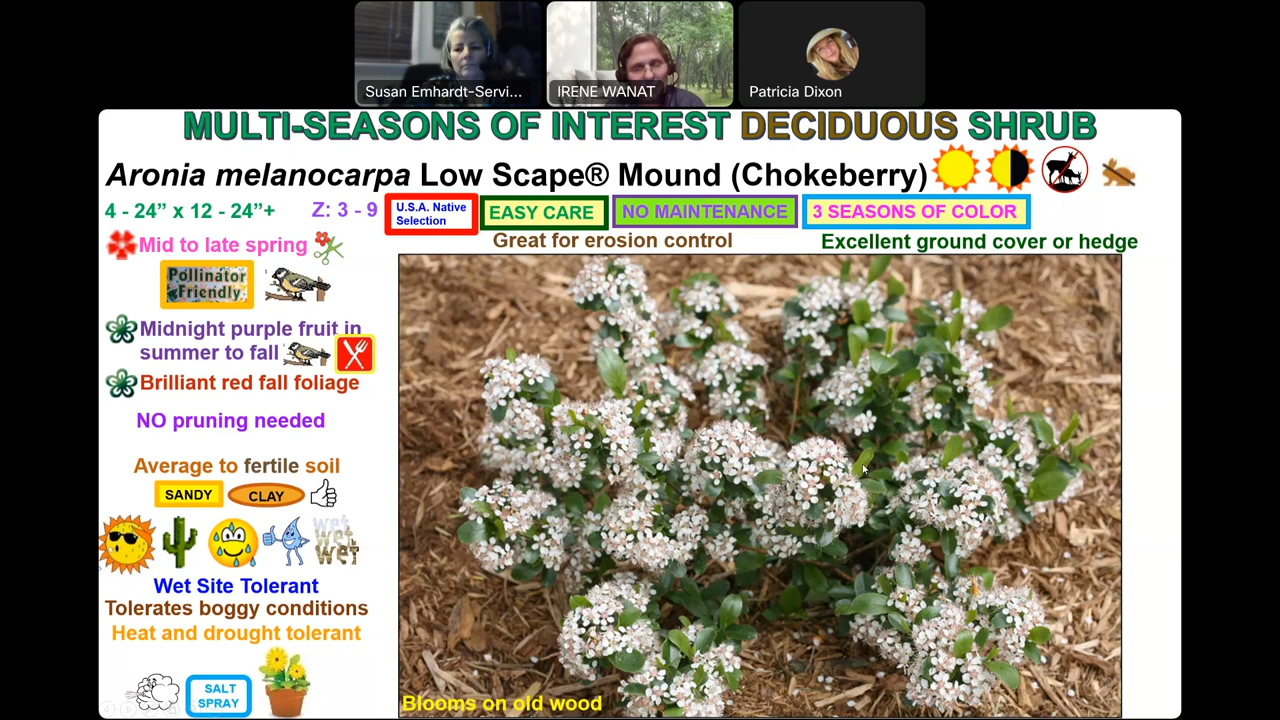 Susan Emhardt-Servi...
IRENE WANAT
Patricia Dixon
MULTI-SEASONS OF INTEREST DECIDUOUS SHRUB
Aronia melanocarpa Low Scape® Mound (Chokeberry)
4 - 24” x 12 - 24”+
Z: 3 - 9
U.S.A. Native
Selection
EASY CARE
NO MAINTENANCE
3 SEASONS OF COLOR
Great for erosion control
Excellent ground cover or hedge
Mid to late spring
Pollinator
Friendly
Midnight purple fruit in
summer to fall
Brilliant red fall foliage
NO pruning needed
Average to fertile soil
SANDY
CLAY
wet
wet
wet
Wet Site Tolerant
Tolerates boggy conditions
Heat and drought tolerant
SALT
SPRAY
Blooms on old wood